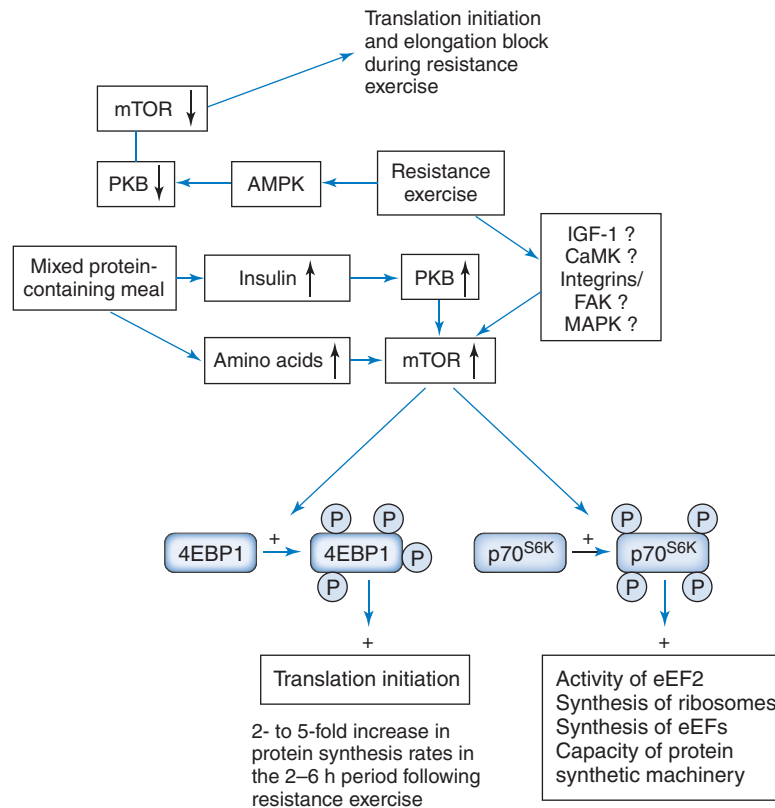 Translation initiation
and elongation block
during resistance
exercise
mTOR
PKB
AMPK
Resistance
exercise
IGF-1 ?
CaMK ?
Integrins/
FAK ?
MAPK ?
Mixed protein-
containing meal
Insulin
PKB
Amino acids
mTOR
4EBP1
+
P
P
4EBP1
P
P
p70S6K
+
P
P
p70S6K
P
P
+
+
Translation initiation
2- to 5-fold increase in
protein synthesis rates in
the 2–6 h period following
resistance exercise
Activity of eEF2
Synthesis of ribosomes
Synthesis of eEFs
Capacity of protein
synthetic machinery